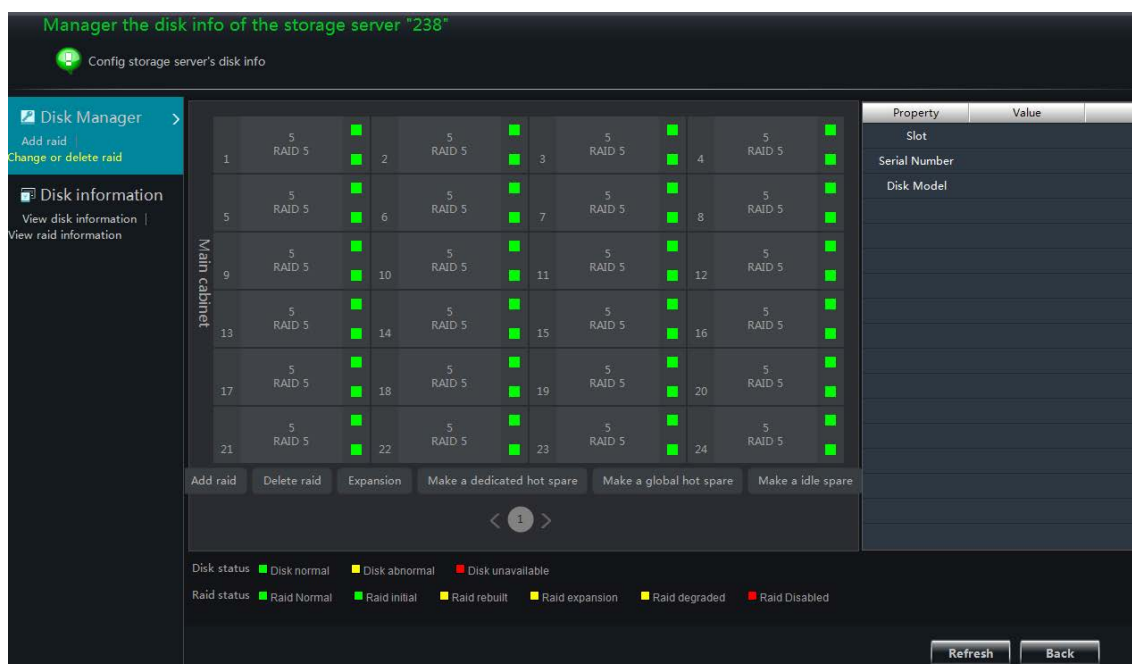 Manager the disk info of the storage server "238"
Config storage server's disk info
Disk Manager
Add raid |
Change or delete raid
Disk information
View disk information |
View raid information
Main cabinet
1 5 RAID 5 2 5 RAID 5 3 5 RAID 5 4 5 RAID 5
5 5 RAID 5 6 5 RAID 5 7 5 RAID 5 8 5 RAID 5
9 5 RAID 5 10 5 RAID 5 11 5 RAID 5 12 5 RAID 5
13 5 RAID 5 14 5 RAID 5 15 5 RAID 5 16 5 RAID 5
17 5 RAID 5 18 5 RAID 5 19 5 RAID 5 20 5 RAID 5
21 5 RAID 5 22 5 RAID 5 23 5 RAID 5 24 5 RAID 5
Add raid Delete raid Expansion Make a dedicated hot spare Make a global hot spare Make a idle spare
< 1 >
Disk status Disk normal Disk abnormal Disk unavailable
Raid status Raid Normal Raid initial Raid rebuilt Raid expansion Raid degraded Raid Disabled
Property Value
Slot
Serial Number
Disk Model
Refresh Back